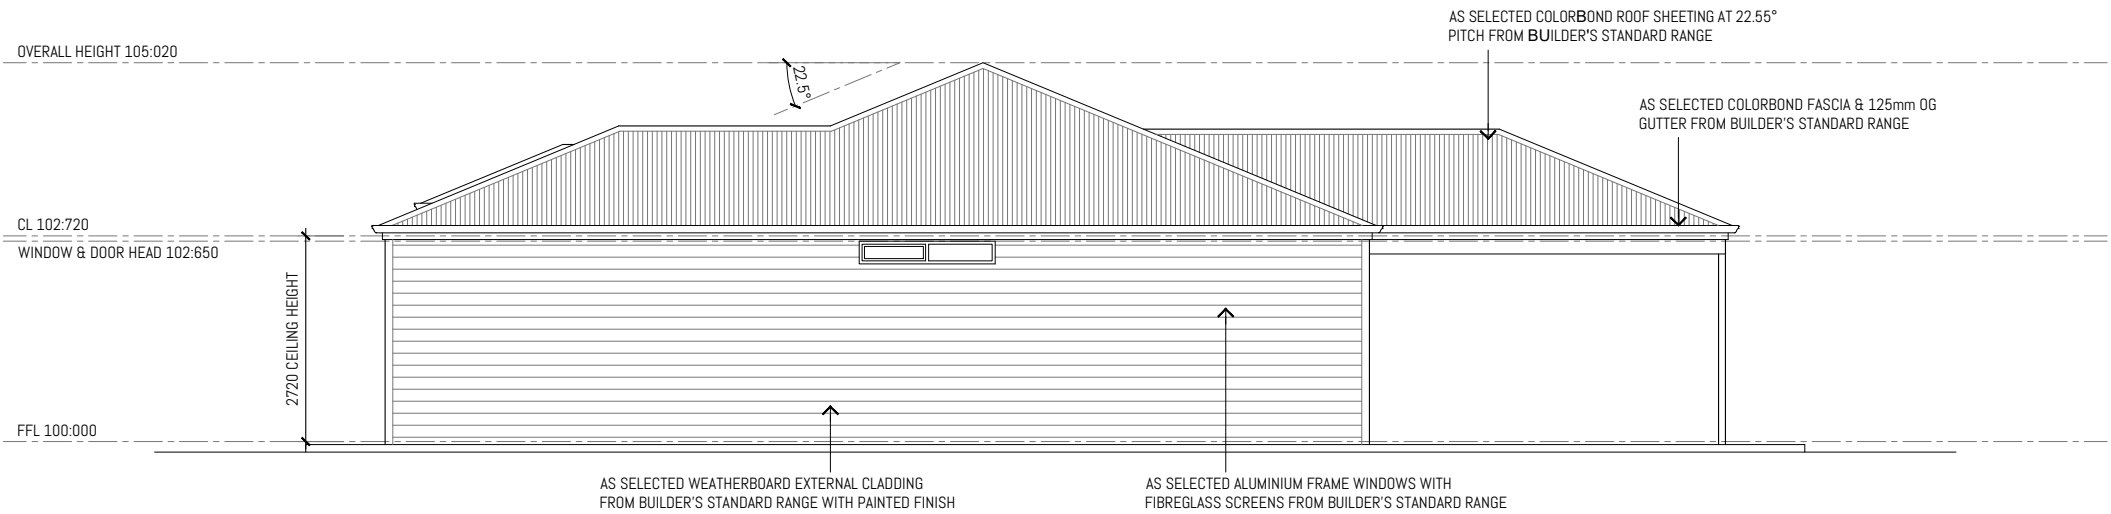 AS SELECTED COLORBOND ROOF SHEETING AT 22.55°
PITCH FROM BUILDER'S STANDARD RANGE
OVERALL HEIGHT 105:020
22.5°
AS SELECTED COLORBOND FASCIA & 125mm OG
GUTTER FROM BUILDER'S STANDARD RANGE
CL 102:720
WINDOW & DOOR HEAD 102:650
2720 CEILING HEIGHT
FFL 100:000
AS SELECTED WEATHERBOARD EXTERNAL CLADDING
FROM BUILDER'S STANDARD RANGE WITH PAINTED FINISH
AS SELECTED ALUMINIUM FRAME WINDOWS WITH
FIBREGLASS SCREENS FROM BUILDER'S STANDARD RANGE